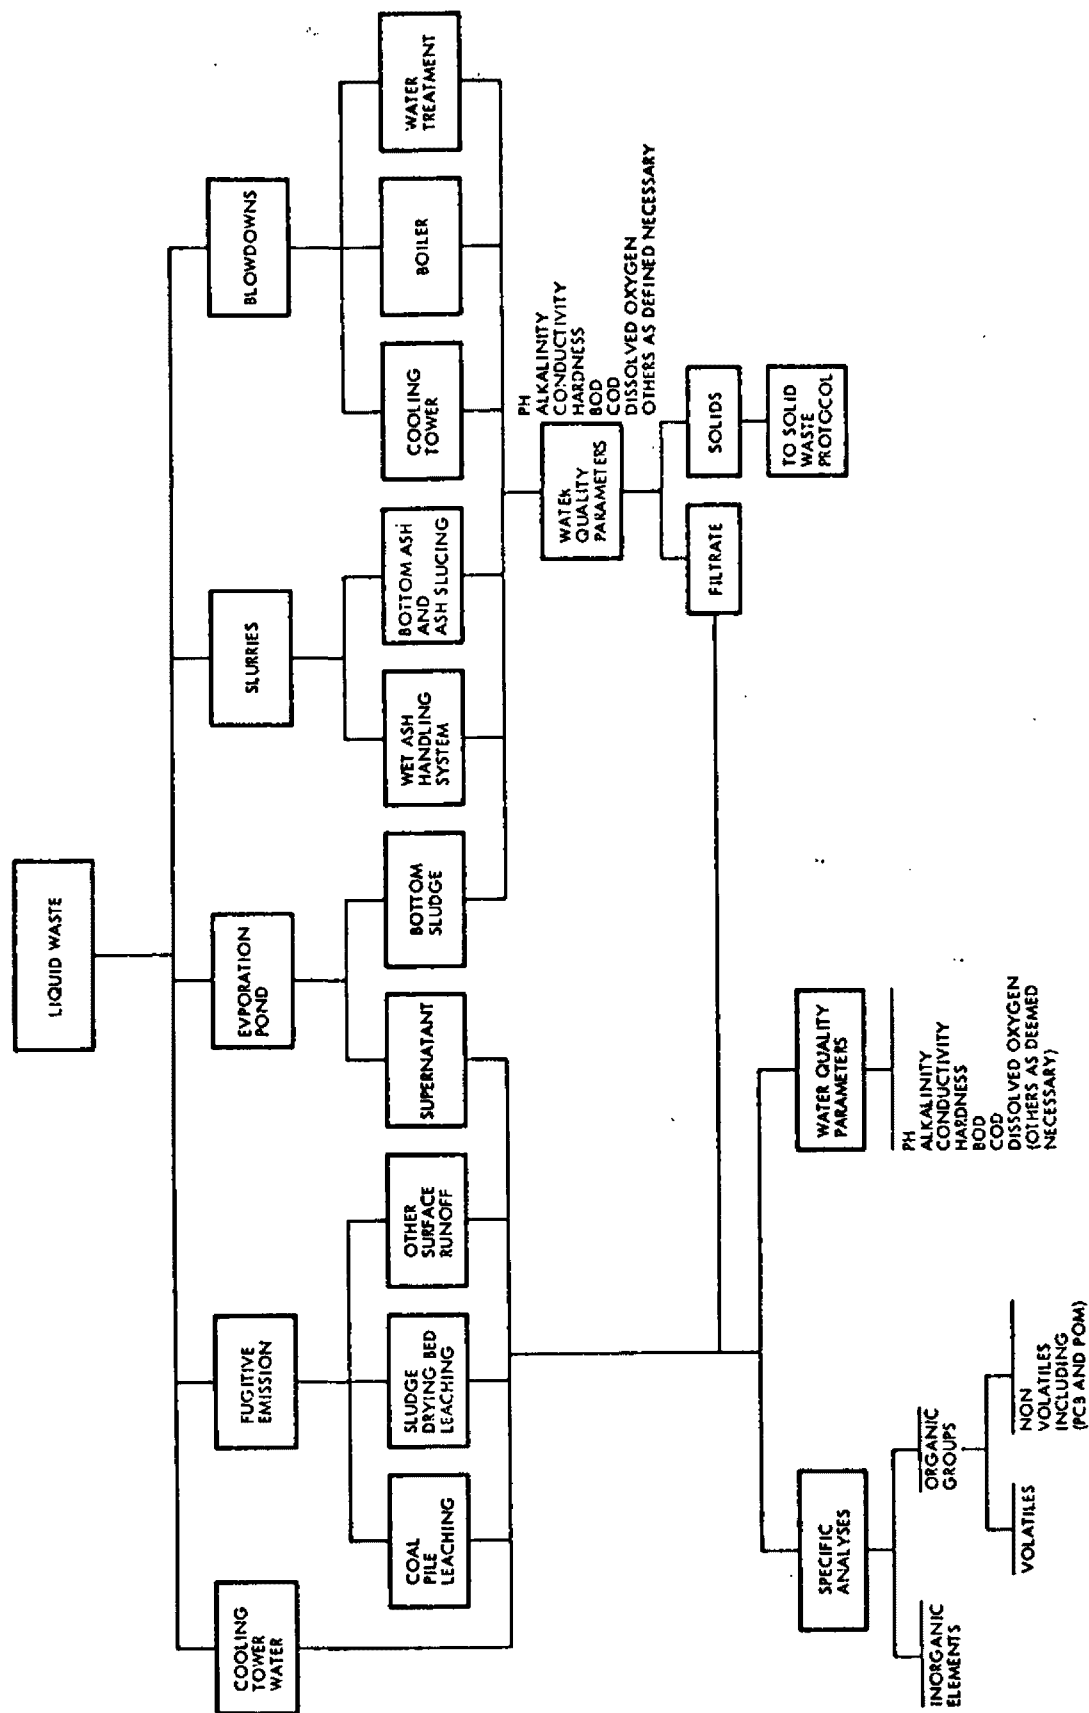 LIQUID WASTE
COOLING
TOWER
WATER
FUGITIVE
EMISSION
EVPORATION
POND
SLURRIES
BLOWDOWNS
COAL
PILE
LEACHING
SLUDGE
DRYING BED
LEACHING
OTHER
SURFACE
RUNOFF
SUPERNATANT
BOTTOM
SLUDGE
WET ASH
HANDLING
SYSTEM
BOTTOM ASH
AND
ASH SLUCING
COOLING
TOWER
BOILER
WATER
TREATMENT
WATER
QUALITY
PARAMETERS
PH
ALKALINITY
CONDUCTIVITY
HARDNESS
BOD
COD
DISSOLVED OXYGEN
OTHERS AS DEFINED NECESSARY
FILTRATE
SOLIDS
TO SOLID
WASTE
PROTOCOL
SPECIFIC
ANALYSES
WATER QUALITY
PARAMETERS
INORGANIC
ELEMENTS
ORGANIC
GROUPS
PH
ALKALINITY
CONDUCTIVITY
HARDNESS
BOD
COD
DISSOLVED OXYGEN
(OTHERS AS DEEMED
NECESSARY)
VOLATILES
NON
VOLATILES
INCLUDING
(PCB AND POM)